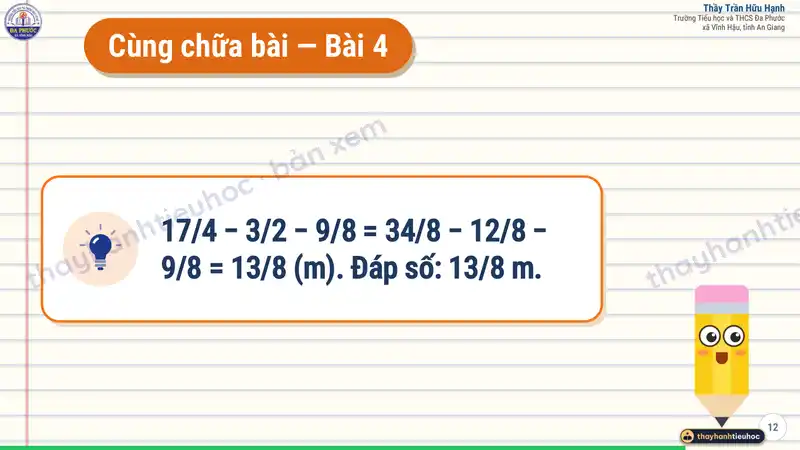 Thầy Trần Hữu Hạnh
Trường Tiểu học và THCS Đa Phước
xã Vĩnh Hậu, tỉnh An Giang
ĐA PHƯỚC
Cùng chữa bài – Bài 4
17/4 – 3/2 – 9/8 = 34/8 – 12/8 –
9/8 = 13/8 (m). Đáp số: 13/8 m.
thayhanhtieuhoc · bản xem
thayhanhtie
thayhanhtieuhoc
12